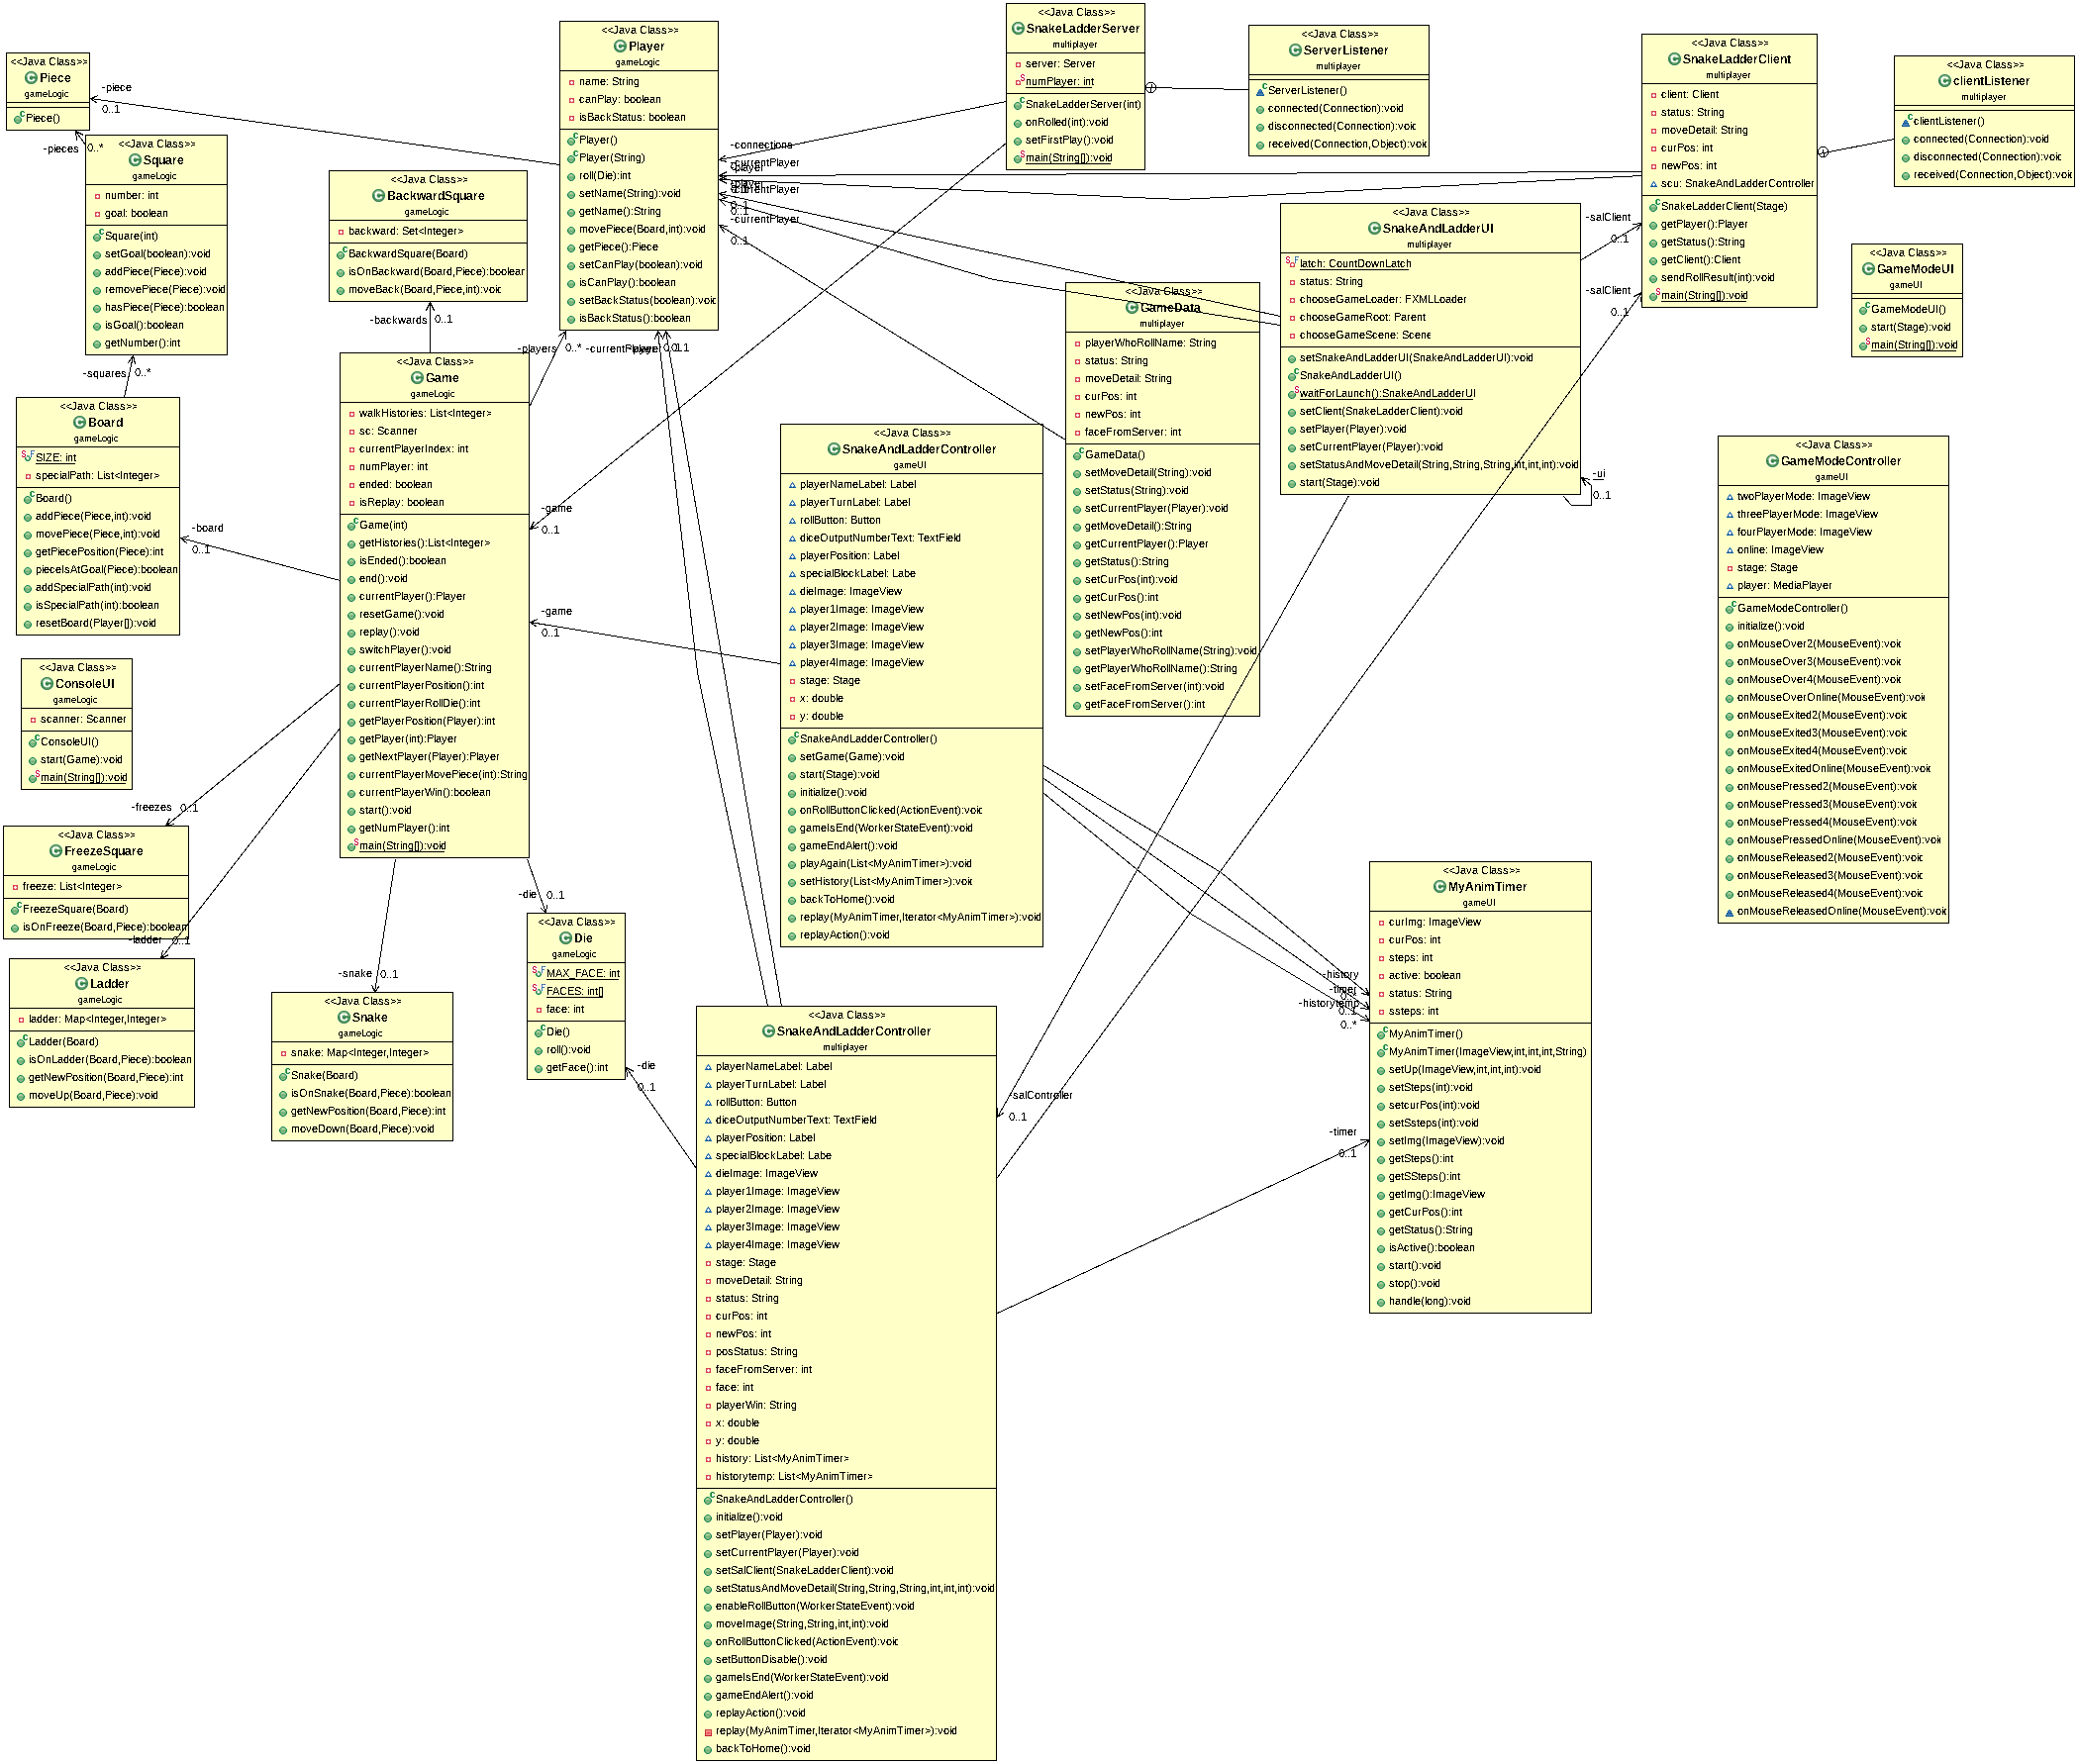 <<Java Class>>
Piece
gameLogic
Piece()
-piece
0..1
-pieces
0..*
<<Java Class>>
Square
gameLogic
number: int
goal: boolean
Square(int)
setGoal(boolean):void
addPiece(Piece):void
removePiece(Piece):void
hasPiece(Piece):boolean
isGoal():boolean
getNumber():int
-squares
0..*
<<Java Class>>
Board
gameLogic
SIZE: int
specialPath: List<Integer>
Board()
addPiece(Piece,int):void
movePiece(Piece,int):void
getPiecePosition(Piece):int
pieceIsAtGoal(Piece):boolean
addSpecialPath(int):void
isSpecialPath(int):boolean
resetBoard(Player[]):void
-board
0..1
<<Java Class>>
ConsoleUI
gameLogic
scanner: Scanner
ConsoleUI()
start(Game):void
main(String[]):void
-freezes
0..1
<<Java Class>>
FreezeSquare
gameLogic
freeze: List<Integer>
FreezeSquare(Board)
isOnFreeze(Board,Piece):boolean
-ladder
0..1
<<Java Class>>
Ladder
gameLogic
ladder: Map<Integer,Integer>
Ladder(Board)
isOnLadder(Board,Piece):boolean
getNewPosition(Board,Piece):int
moveUp(Board,Piece):void
<<Java Class>>
BackwardSquare
gameLogic
backward: Set<Integer>
BackwardSquare(Board)
isOnBackward(Board,Piece):boolean
moveBack(Board,Piece,int):void
-backwards
0..1
<<Java Class>>
Game
gameLogic
walkHistories: List<Integer>
sc: Scanner
currentPlayerIndex: int
numPlayer: int
ended: boolean
isReplay: boolean
Game(int)
getHistories():List<Integer>
isEnded():boolean
end():void
currentPlayer():Player
resetGame():void
replay():void
switchPlayer():void
currentPlayerName():String
currentPlayerPosition():int
currentPlayerRollDie():int
getPlayerPosition(Player):int
getPlayer(int):Player
getNextPlayer(Player):Player
currentPlayerMovePiece(int):String
currentPlayerWin():boolean
start():void
getNumPlayer():int
main(String[]):void
-snake
0..1
<<Java Class>>
Snake
gameLogic
snake: Map<Integer,Integer>
Snake(Board)
isOnSnake(Board,Piece):boolean
getNewPosition(Board,Piece):int
moveDown(Board,Piece):void
-die
0..1
<<Java Class>>
Die
gameLogic
MAX_FACE: int
FACES: int[]
face: int
Die()
roll():void
getFace():int
-die
0..1
<<Java Class>>
Player
gameLogic
name: String
canPlay: boolean
isBackStatus: boolean
Player()
Player(String)
roll(Die):int
setName(String):void
getName():String
movePiece(Board,int):void
getPiece():Piece
setCanPlay(boolean):void
isCanPlay():boolean
setBackStatus(boolean):void
isBackStatus():boolean
-players
0..*
-currentPlayer
-connections
-currentPlayer
-player
-currentPlayer
0..1
-currentPlayer
0..1
<<Java Class>>
SnakeLadderServer
multiplayer
server: Server
numPlayer: int
SnakeLadderServer(int)
onRolled(int):void
setFirstPlay():void
main(String[]):void
<<Java Class>>
ServerListener
multiplayer
ServerListener()
connected(Connection):void
disconnected(Connection):void
received(Connection,Object):void
-game
0..1
-game
0..1
<<Java Class>>
SnakeAndLadderController
gameUI
playerNameLabel: Label
playerTurnLabel: Label
rollButton: Button
diceOutputNumberText: TextField
playerPosition: Label
specialBlockLabel: Labe
dieImage: ImageView
player1Image: ImageView
player2Image: ImageView
player3Image: ImageView
player4Image: ImageView
stage: Stage
x: double
y: double
SnakeAndLadderController()
setGame(Game):void
start(Stage):void
initialize():void
onRollButtonClicked(ActionEvent):void
gameIsEnd(WorkerStateEvent):void
gameEndAlert():void
playAgain(List<MyAnimTimer>):void
setHistory(List<MyAnimTimer>):void
backToHome():void
replay(MyAnimTimer,Iterator<MyAnimTimer>):void
replayAction():void
<<Java Class>>
GameData
multiplayer
playerWhoRollName: String
status: String
moveDetail: String
curPos: int
newPos: int
faceFromServer: int
GameData()
setMoveDetail(String):void
setStatus(String):void
setCurrentPlayer(Player):void
getMoveDetail():String
getCurrentPlayer():Player
getStatus():String
setCurPos(int):void
getCurPos():int
setNewPos(int):void
getNewPos():int
setPlayerWhoRollName(String):void
getPlayerWhoRollName():String
setFaceFromServer(int):void
getFaceFromServer():int
<<Java Class>>
SnakeAndLadderUI
multiplayer
latch: CountDownLatch
status: String
chooseGameLoader: FXMLLoader
chooseGameRoot: Parent
chooseGameScene: Scene
setSnakeAndLadderUI(SnakeAndLadderUI):void
SnakeAndLadderUI()
waitForLaunch():SnakeAndLadderUI
setClient(SnakeLadderClient):void
setPlayer(Player):void
setCurrentPlayer(Player):void
setStatusAndMoveDetail(String,String,String,int,int,int):void
start(Stage):void
-ui
0..1
-salClient
0..1
-salClient
0..1
<<Java Class>>
SnakeLadderClient
multiplayer
client: Client
status: String
moveDetail: String
curPos: int
newPos: int
scu: SnakeAndLadderController
SnakeLadderClient(Stage)
getPlayer():Player
getStatus():String
getClient():Client
sendRollResult(int):void
main(String[]):void
<<Java Class>>
clientListener
multiplayer
clientListener()
connected(Connection):void
disconnected(Connection):void
received(Connection,Object):void
<<Java Class>>
GameModeUI
gameUI
GameModeUI()
start(Stage):void
main(String[]):void
<<Java Class>>
GameModeController
gameUI
twoPlayerMode: ImageView
threePlayerMode: ImageView
fourPlayerMode: ImageView
online: ImageView
stage: Stage
player: MediaPlayer
GameModeController()
initialize():void
onMouseOver2(MouseEvent):void
onMouseOver3(MouseEvent):void
onMouseOver4(MouseEvent):void
onMouseOverOnline(MouseEvent):void
onMouseExited2(MouseEvent):void
onMouseExited3(MouseEvent):void
onMouseExited4(MouseEvent):void
onMouseExitedOnline(MouseEvent):void
onMousePressed2(MouseEvent):void
onMousePressed3(MouseEvent):void
onMousePressed4(MouseEvent):void
onMousePressedOnline(MouseEvent):void
onMouseReleased2(MouseEvent):void
onMouseReleased3(MouseEvent):void
onMouseReleased4(MouseEvent):void
onMouseReleasedOnline(MouseEvent):void
-history
-timer
0..1
-historytemp
0..*
<<Java Class>>
MyAnimTimer
gameUI
curImg: ImageView
curPos: int
steps: int
active: boolean
status: String
ssteps: int
MyAnimTimer()
MyAnimTimer(ImageView,int,int,int,String)
setUp(ImageView,int,int,int):void
setSteps(int):void
setcurPos(int):void
setSsteps(int):void
setImg(ImageView):void
getSteps():int
getSSteps():int
getImg():ImageView
getCurPos():int
getStatus():String
isActive():boolean
start():void
stop():void
handle(long):void
-salController
0..1
-timer
0..1
<<Java Class>>
SnakeAndLadderController
multiplayer
playerNameLabel: Label
playerTurnLabel: Label
rollButton: Button
diceOutputNumberText: TextField
playerPosition: Label
specialBlockLabel: Labe
dieImage: ImageView
player1Image: ImageView
player2Image: ImageView
player3Image: ImageView
player4Image: ImageView
stage: Stage
moveDetail: String
status: String
curPos: int
newPos: int
posStatus: String
faceFromServer: int
face: int
playerWin: String
x: double
y: double
history: List<MyAnimTimer>
historytemp: List<MyAnimTimer>
SnakeAndLadderController()
initialize():void
setPlayer(Player):void
setCurrentPlayer(Player):void
setSalClient(SnakeLadderClient):void
setStatusAndMoveDetail(String,String,String,int,int,int):void
enableRollButton(WorkerStateEvent):void
moveImage(String,String,int,int):void
onRollButtonClicked(ActionEvent):void
setButtonDisable():void
gameIsEnd(WorkerStateEvent):void
gameEndAlert():void
replayAction():void
replay(MyAnimTimer,Iterator<MyAnimTimer>):void
backToHome():void